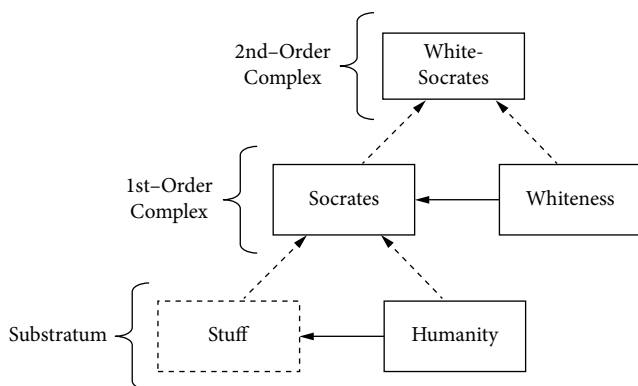 2nd–Order
Complex
White-
Socrates
1st–Order
Complex
Socrates
Whiteness
Substratum
Stuff
Humanity